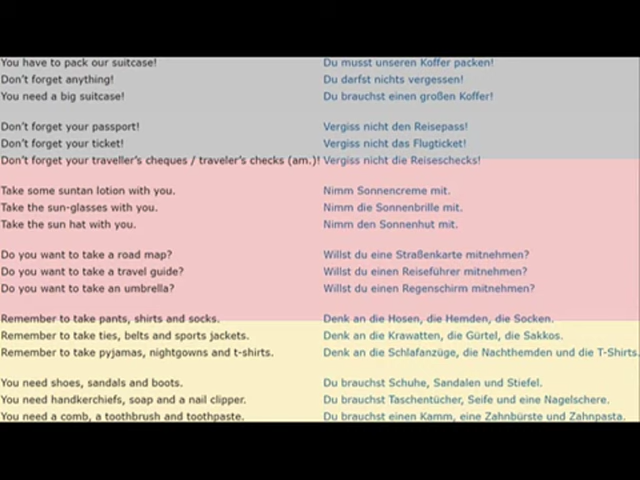 You have to pack our suitcase! Du musst unseren Koffer packen!
Don't forget anything! Du darfst nichts vergessen!
You need a big suitcase! Du brauchst einen großen Koffer!
Don't forget your passport! Vergiss nicht den Reisepass!
Don't forget your ticket! Vergiss nicht das Flugticket!
Don't forget your traveller's cheques / traveler's checks (am.)! Vergiss nicht die Reiseschecks!
Take some suntan lotion with you. Nimm Sonnencreme mit.
Take the sun-glasses with you. Nimm die Sonnenbrille mit.
Take the sun hat with you. Nimm den Sonnenhut mit.
Do you want to take a road map? Willst du eine Straßenkarte mitnehmen?
Do you want to take a travel guide? Willst du einen Reiseführer mitnehmen?
Do you want to take an umbrella? Willst du einen Regenschirm mitnehmen?
Remember to take pants, shirts and socks. Denk an die Hosen, die Hemden, die Socken.
Remember to take ties, belts and sports jackets. Denk an die Krawatten, die Gürtel, die Sakkos.
Remember to take pyjamas, nightgowns and t-shirts. Denk an die Schlafanzüge, die Nachthemden und die T-Shirts.
You need shoes, sandals and boots. Du brauchst Schuhe, Sandalen und Stiefel.
You need handkerchiefs, soap and a nail clipper. Du brauchst Taschentücher, Seife und eine Nagelschere.
You need a comb, a toothbrush and toothpaste. Du brauchst einen Kamm, eine Zahnbürste und Zahnpasta.